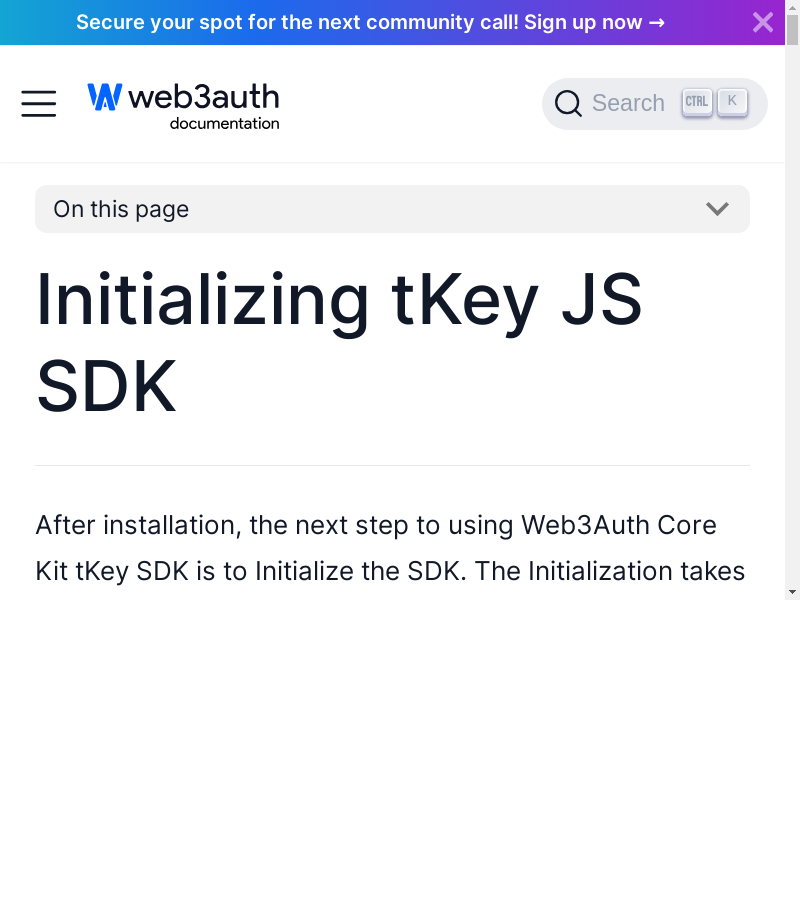 Secure your spot for the next community call! Sign up now →
web3auth
documentation
Search CTRL K
On this page
Initializing tKey JS
SDK
After installation, the next step to using Web3Auth Core
Kit tKey SDK is to Initialize the SDK. The Initialization takes